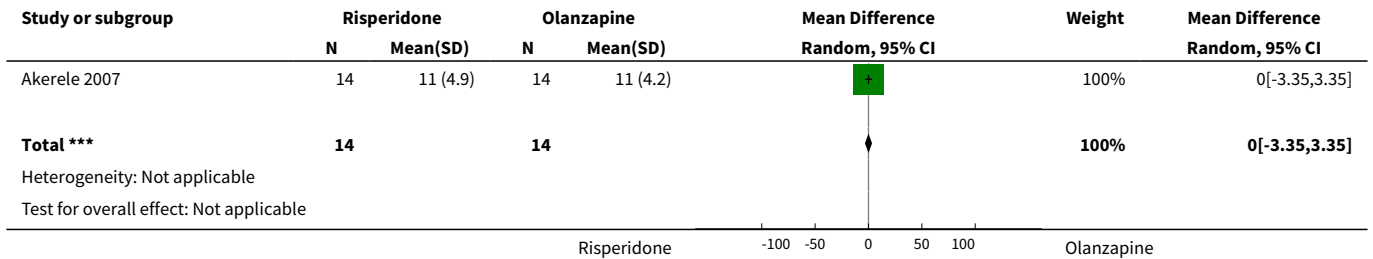 Study or subgroup Risperidone Olanzapine Mean Difference Weight Mean Difference
N Mean(SD) N Mean(SD) Random, 95% CI Random, 95% CI
Akerele 2007 14 11 (4.9) 14 11 (4.2) 100% 0[-3.35,3.35]
Total *** 14 14 100% 0[-3.35,3.35]
Heterogeneity: Not applicable
Test for overall effect: Not applicable
Risperidone -100 -50 0 50 100 Olanzapine